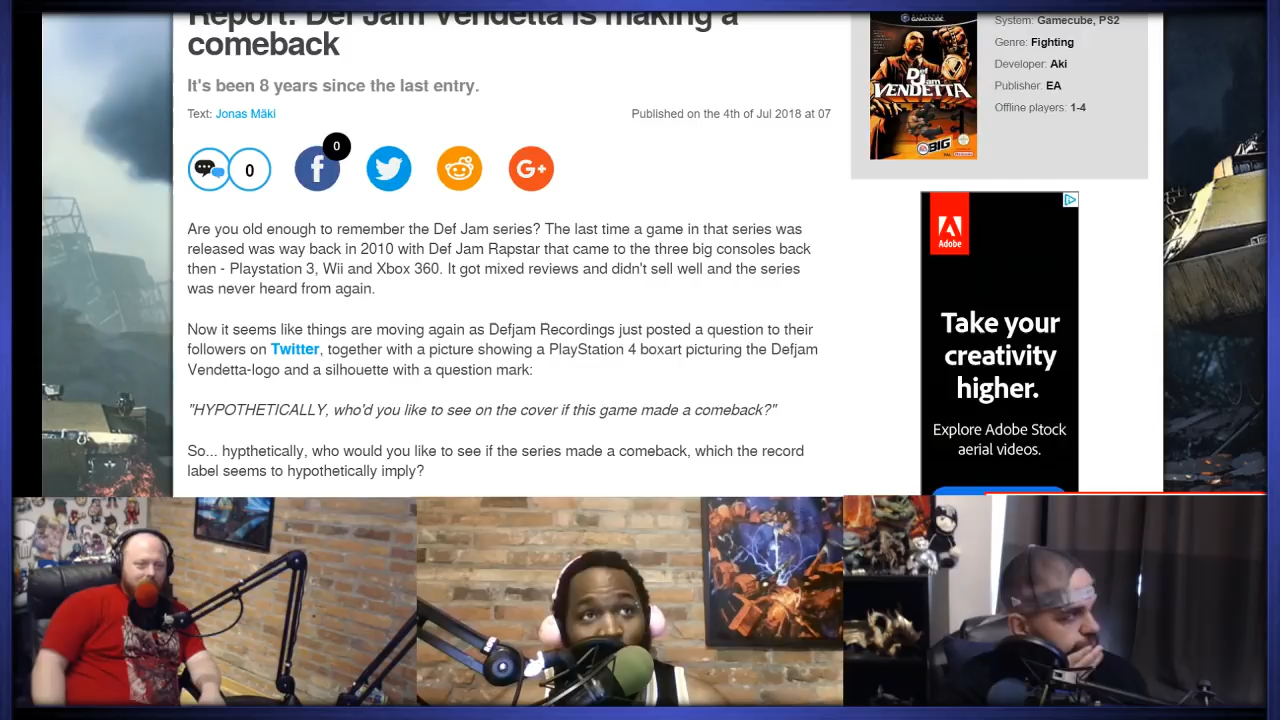 Report: Def Jam Vendetta is making a
comeback
It's been 8 years since the last entry.
Text: Jonas Mäki
Published on the 4th of Jul 2018 at 07
0
0
Are you old enough to remember the Def Jam series? The last time a game in that series was
released was way back in 2010 with Def Jam Rapstar that came to the three big consoles back
then - Playstation 3, Wii and Xbox 360. It got mixed reviews and didn't sell well and the series
was never heard from again.
Now it seems like things are moving again as Defjam Recordings just posted a question to their
followers on Twitter, together with a picture showing a PlayStation 4 boxart picturing the Defjam
Vendetta-logo and a silhouette with a question mark:
"HYPOTHETICALLY, who'd you like to see on the cover if this game made a comeback?"
So... hypthetically, who would you like to see if the series made a comeback, which the record
label seems to hypothetically imply?
GAMECUBE
Def Jam
VENDETTA
BIG
System: Gamecube, PS2
Genre: Fighting
Developer: Aki
Publisher: EA
Offline players: 1-4
Adobe
Take your
creativity
higher.
Explore Adobe Stock
aerial videos.